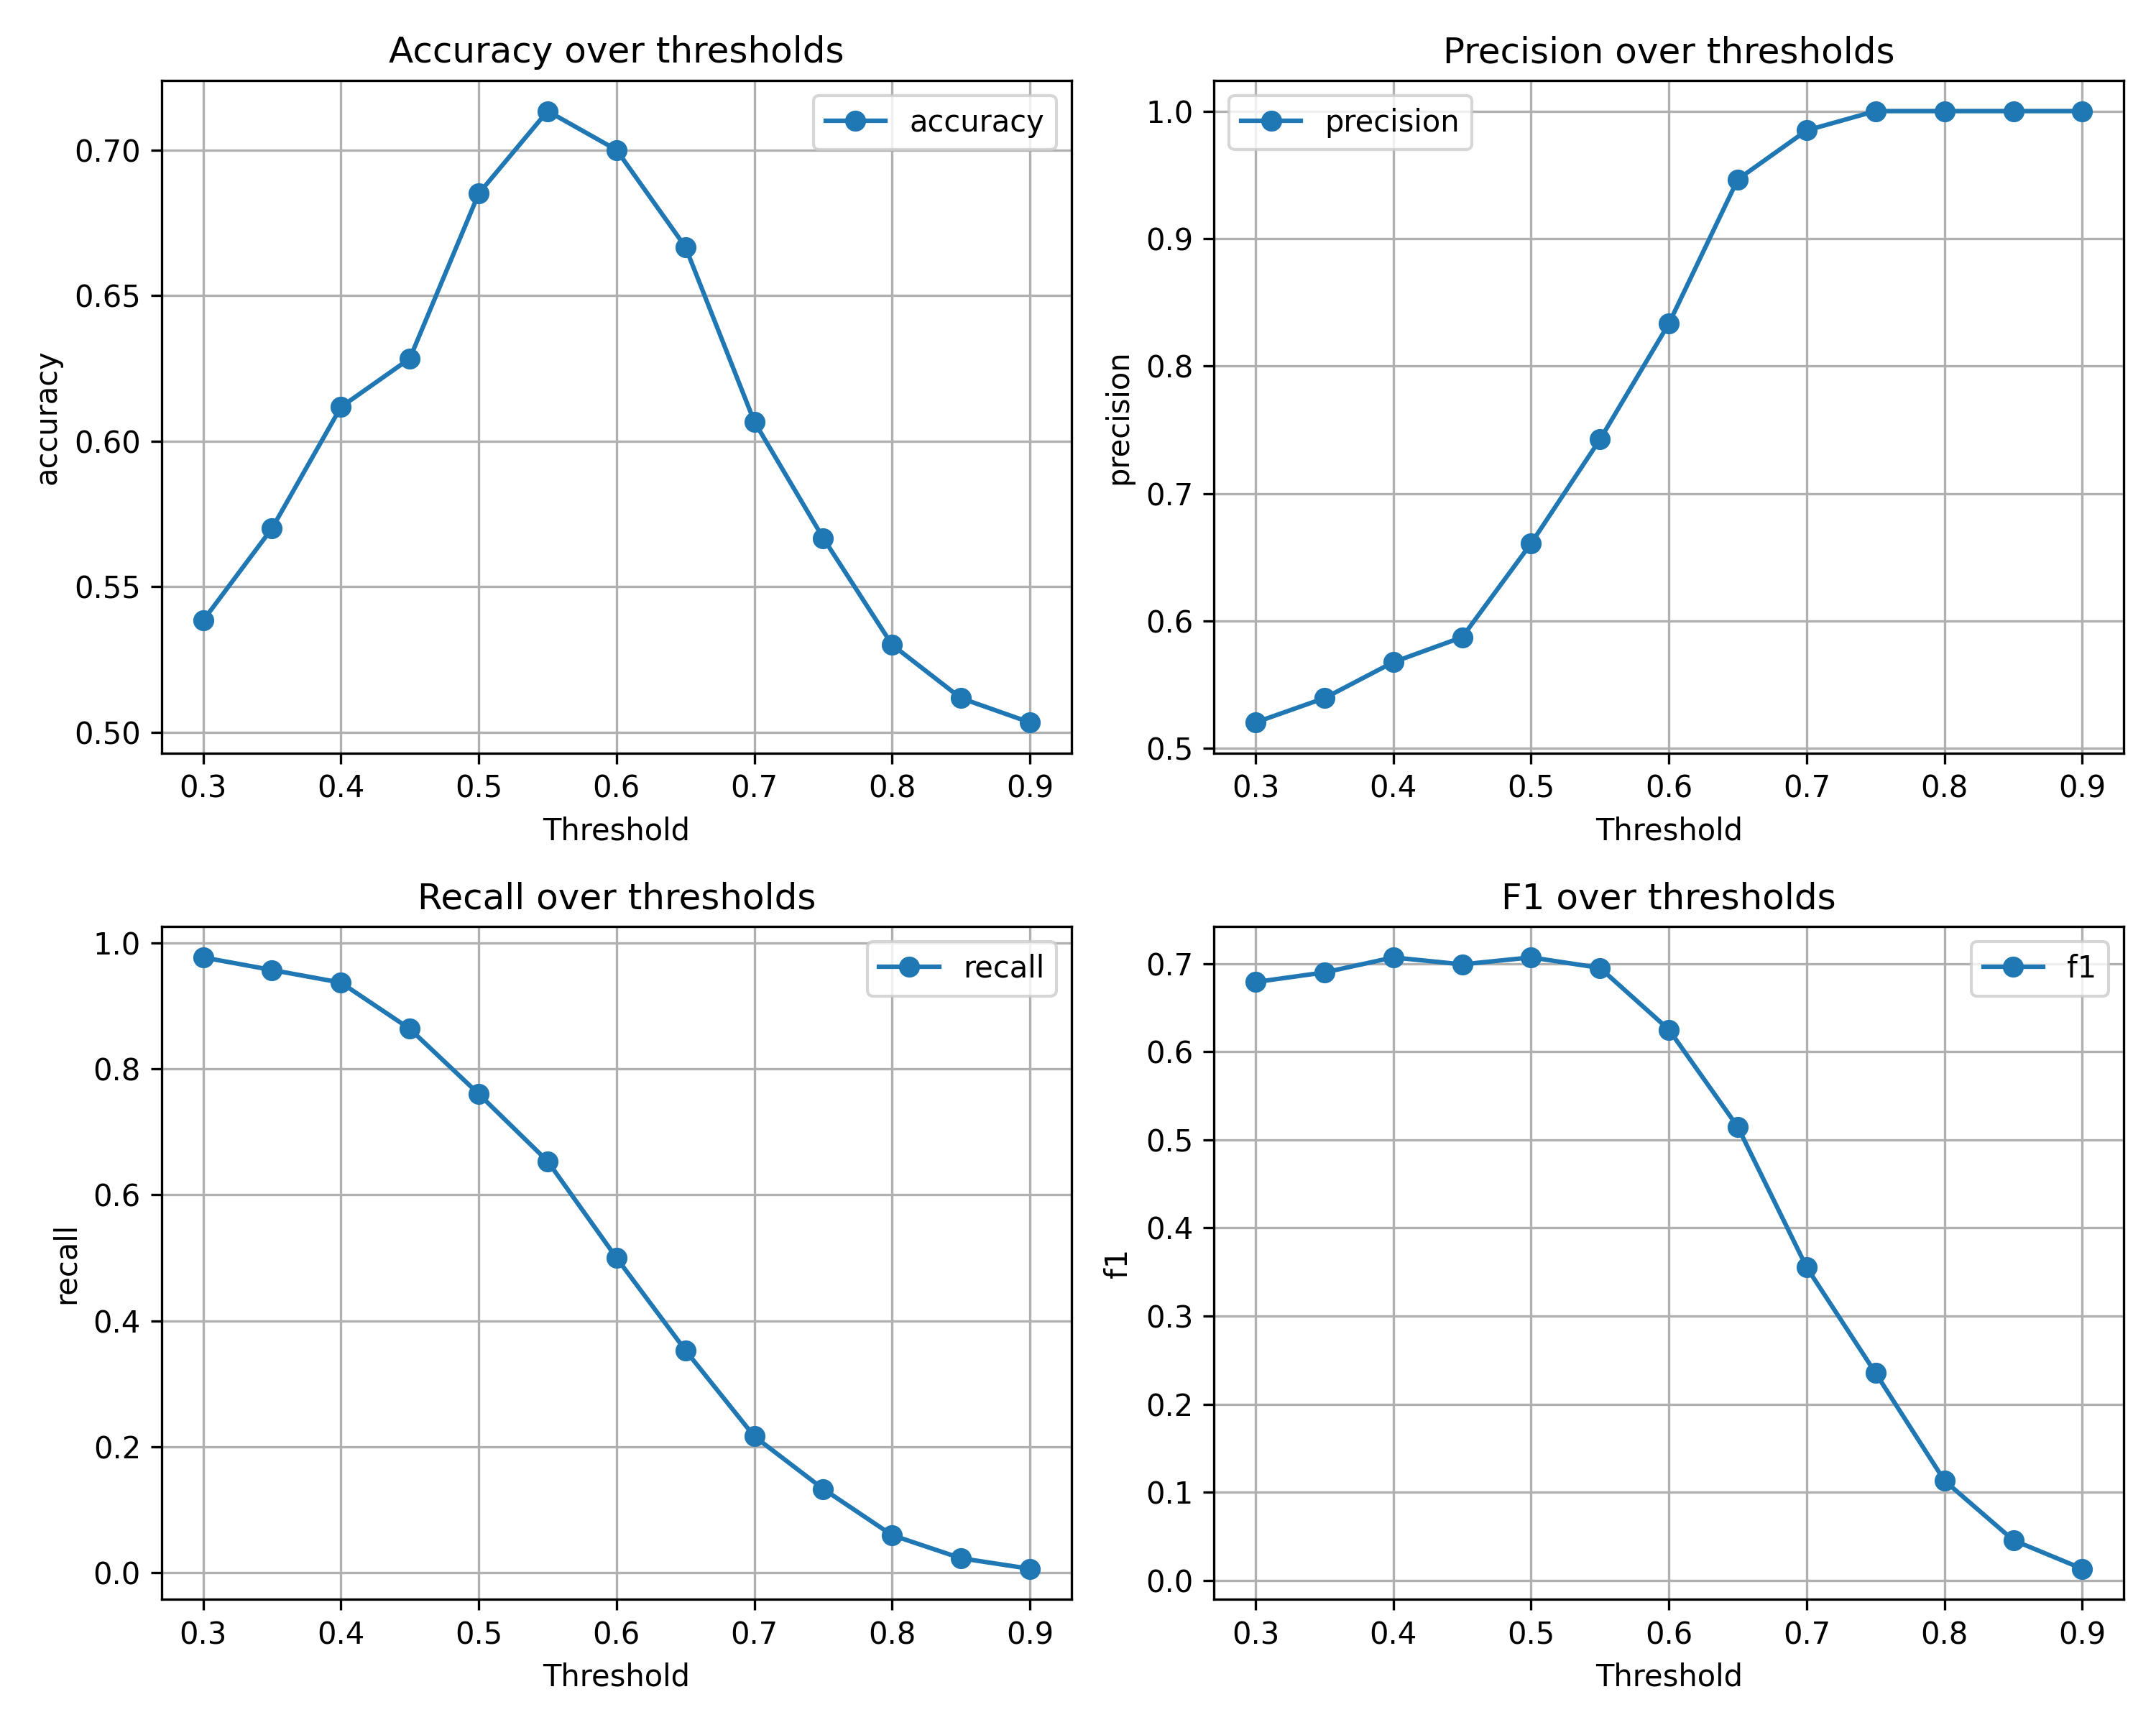 Accuracy over thresholds
accuracy
accuracy
0.70
0.65
0.60
0.55
0.50
0.3 0.4 0.5 0.6 0.7 0.8 0.9
Threshold
Precision over thresholds
precision
precision
1.0
0.9
0.8
0.7
0.6
0.5
0.3 0.4 0.5 0.6 0.7 0.8 0.9
Threshold
Recall over thresholds
recall
recall
1.0
0.8
0.6
0.4
0.2
0.0
0.3 0.4 0.5 0.6 0.7 0.8 0.9
Threshold
F1 over thresholds
f1
f1
0.7
0.6
0.5
0.4
0.3
0.2
0.1
0.0
0.3 0.4 0.5 0.6 0.7 0.8 0.9
Threshold